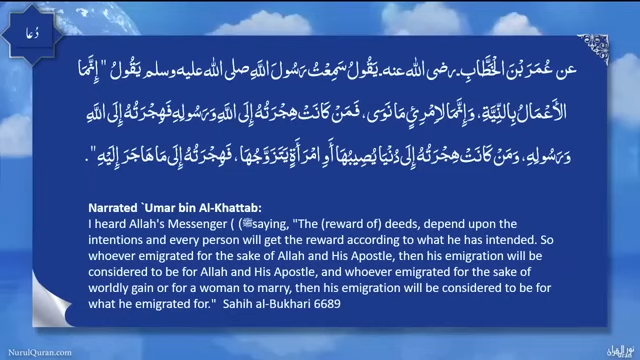 دُعا
عن عُمَرَ بْنَ الْخَطَّابِ ـ رضى الله عنه ـ يَقُولُ سَمِعْتُ رَسُولَ اللَّهِ صلى الله عليه وسلم يَقُولُ " إِنَّمَا
الأَعْمَالُ بِالنِّيَّةِ، وَإِنَّمَا لاِمْرِئٍ مَا نَوَى، فَمَنْ كَانَتْ هِجْرَتُهُ إِلَى اللَّهِ وَرَسُولِهِ فَهِجْرَتُهُ إِلَى اللَّهِ
وَرَسُولِهِ، وَمَنْ كَانَتْ هِجْرَتُهُ إِلَى دُنْيَا يُصِيبُهَا أَوِ امْرَأَةٍ يَتَزَوَّجُهَا، فَهِجْرَتُهُ إِلَى مَا هَاجَرَ إِلَيْهِ ".
Narrated `Umar bin Al-Khattab:
I heard Allah's Messenger ( (ﷺsaying, "The (reward of) deeds, depend upon the
intentions and every person will get the reward according to what he has intended. So
whoever emigrated for the sake of Allah and His Apostle, then his emigration will be
considered to be for Allah and His Apostle, and whoever emigrated for the sake of
worldly gain or for a woman to marry, then his emigration will be considered to be for
what he emigrated for." Sahih al-Bukhari 6689
NurulQuran.com